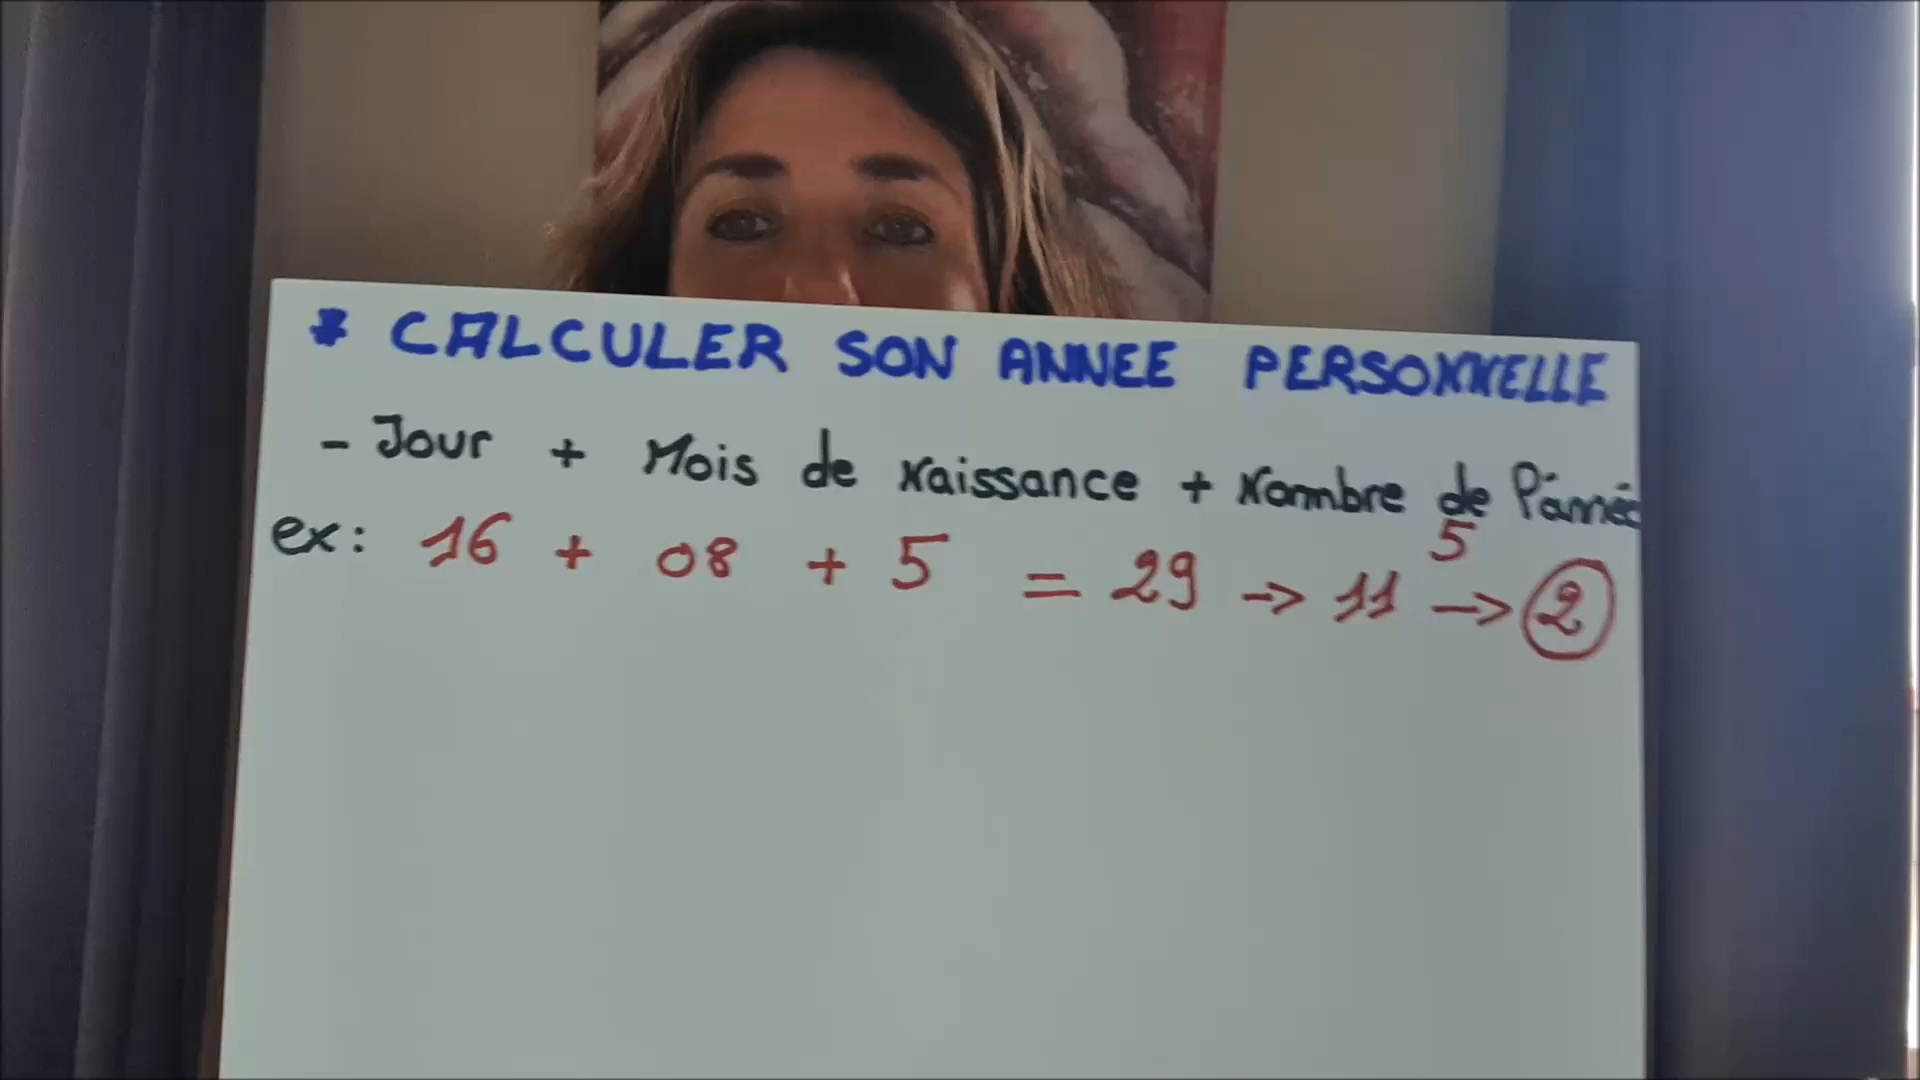 * CALCULER SON ANNEE PERSONNELLE
- Jour + Mois de Naissance + Nombre de l'année
5
ex: 16 + 08 + 5 = 29 -> 11 -> 2